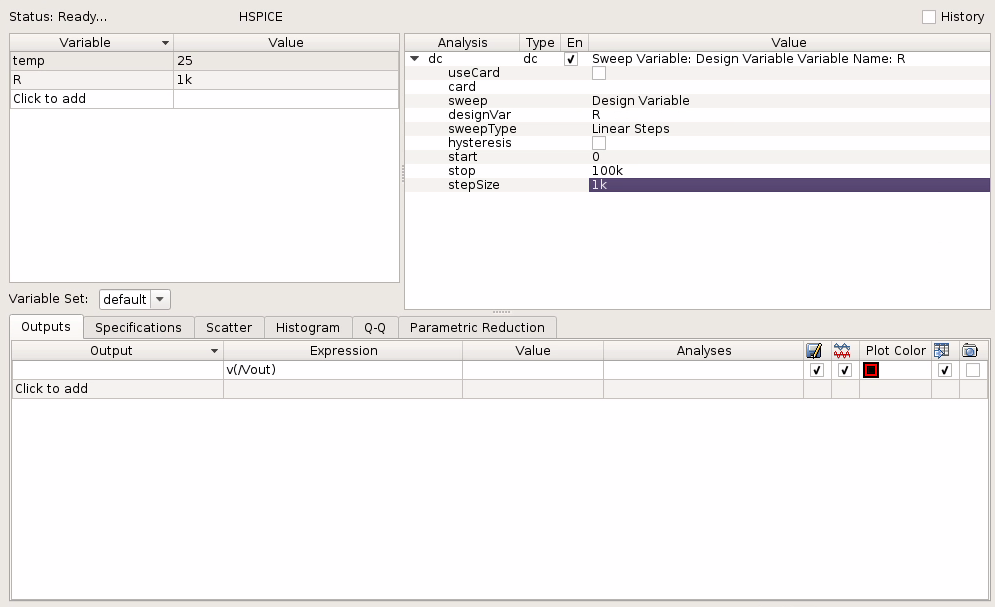 Status: Ready...
HSPICE
History
Variable
Value
temp
25
R
1k
Click to add
Variable Set:
default
Analysis
Type
En
Value
dc
dc
Sweep Variable: Design Variable Variable Name: R
useCard
card
sweep
Design Variable
designVar
R
sweepType
Linear Steps
hysteresis
start
0
stop
100k
stepSize
1k
Outputs
Specifications
Scatter
Histogram
Q-Q
Parametric Reduction
Output
Expression
Value
Analyses
Plot Color
v(/Vout)
Click to add